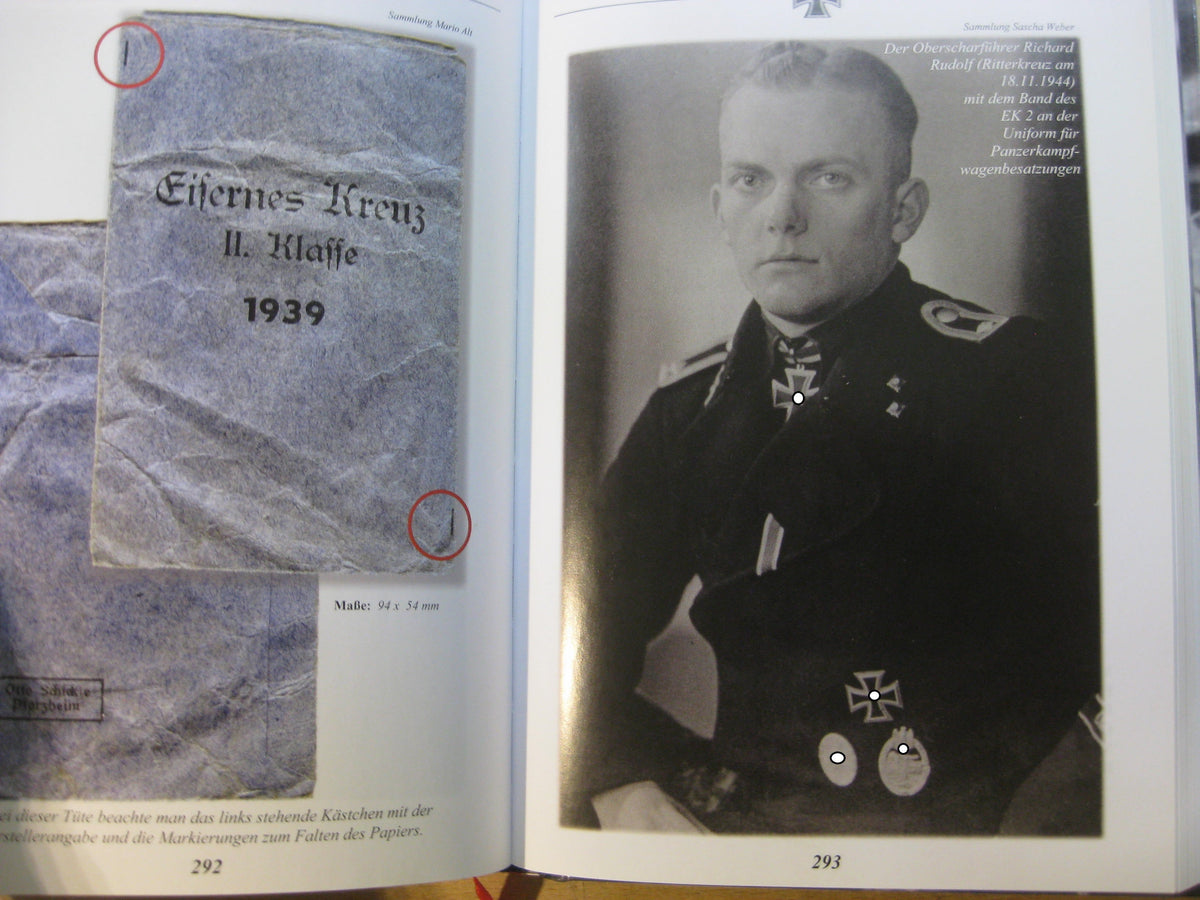 Sammlung Mario Alt
Eisernes Kreuz
II. Klasse
1939
Maße: 94 x 54 mm
Otto Schickle
Pforzheim
ei dieser Tüte beachte man das links stehende Kästchen mit der
rstellerangabe und die Markierungen zum Falten des Papiers.
292
Sammlung Sascha Weber
Der Oberscharführer Richard
Rudolf (Ritterkreuz am
18.11.1944)
mit dem Band des
EK 2 an der
Uniform für
Panzerkampf-
wagenbesatzungen
293